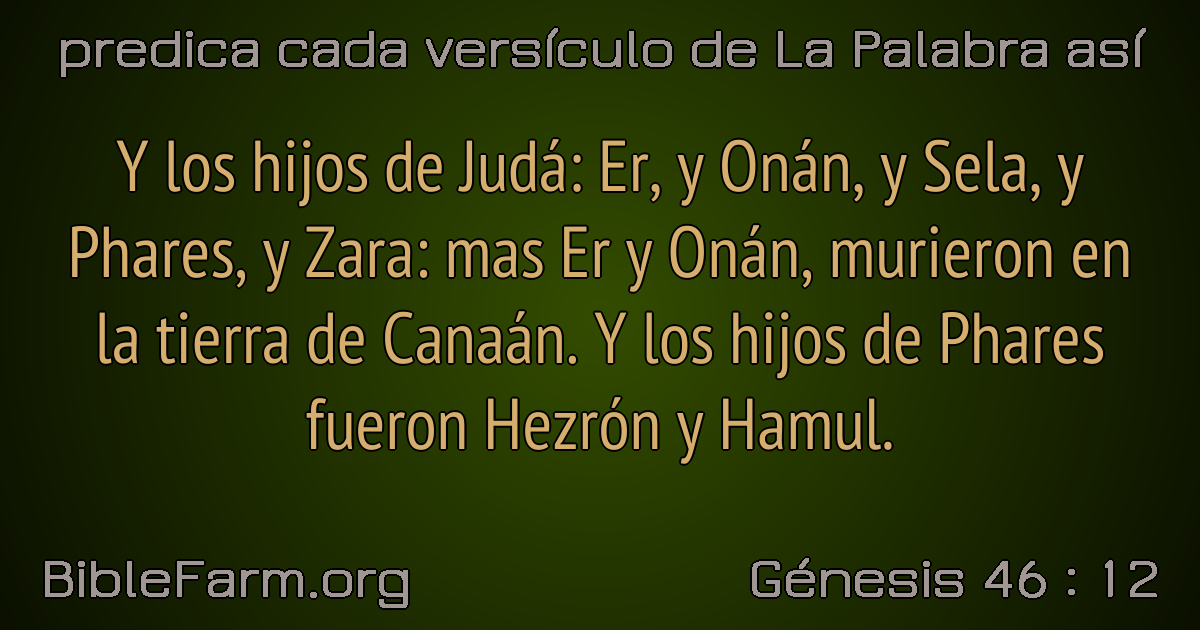 predica cada versículo de La Palabra así
Y los hijos de Judá: Er, y Onán, y Sela, y
Phares, y Zara: mas Er y Onán, murieron en
la tierra de Canaán. Y los hijos de Phares
fueron Hezrón y Hamul.
BibleFarm.org
Génesis 46 : 12